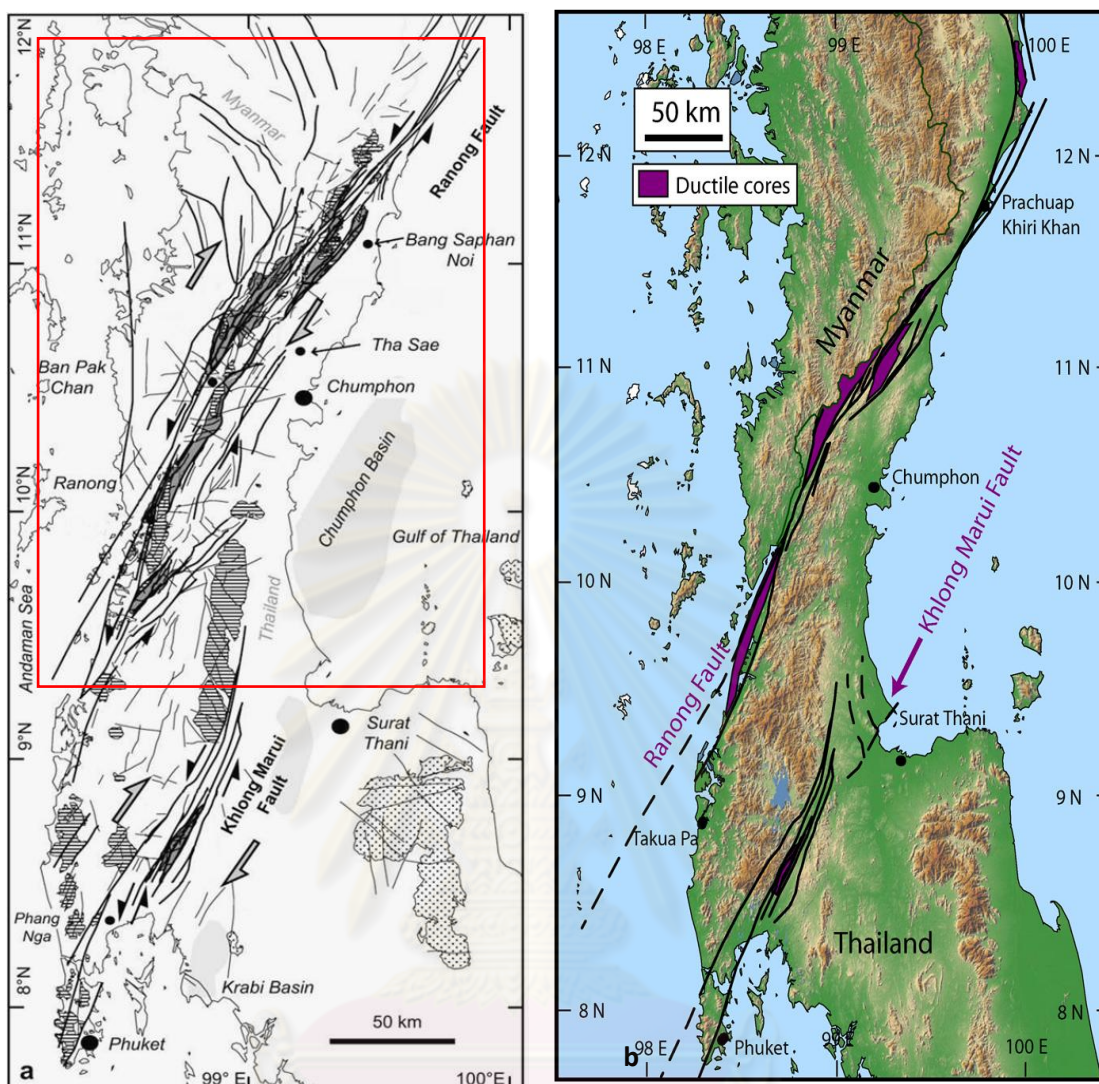 12°N
11°N
10°N
9°N
8°N
Myanmar
Ranong Fault
Bang Saphan
Noi
Tha Sae
Ban Pak
Chan
Chumphon
Ranong
Chumphon Basin
Gulf of Thailand
Andaman Sea
Thailand
Surat
Thani
Khlong Marui
Fault
Phang
Nga
Krabi Basin
50 km
Phuket
a
99°E
100°E
98 E
99 E
100 E
50 km
12 N
12 N
Ductile cores
Prachuap
Khiri Khan
Myanmar
11 N
11 N
Chumphon
Khlong Marui Fault
10 N
10 N
Ranong Fault
Surat Thani
9 N
9 N
Takua Pa
Thailand
8 N
8 N
Phuket
98 E
b
99 E
100 E